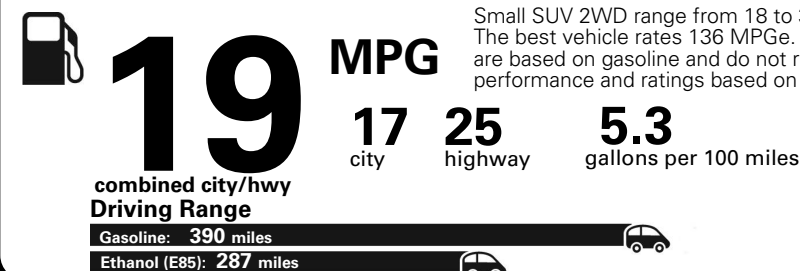 Small SUV 2WD range from 18 to
The best vehicle rates 136 MPGe.
are based on gasoline and do not
performance and ratings based on
19 MPG
17 25 5.3
city highway gallons per 100 miles
combined city/hwy
Driving Range
Gasoline: 390 miles
Ethanol (E85): 287 miles